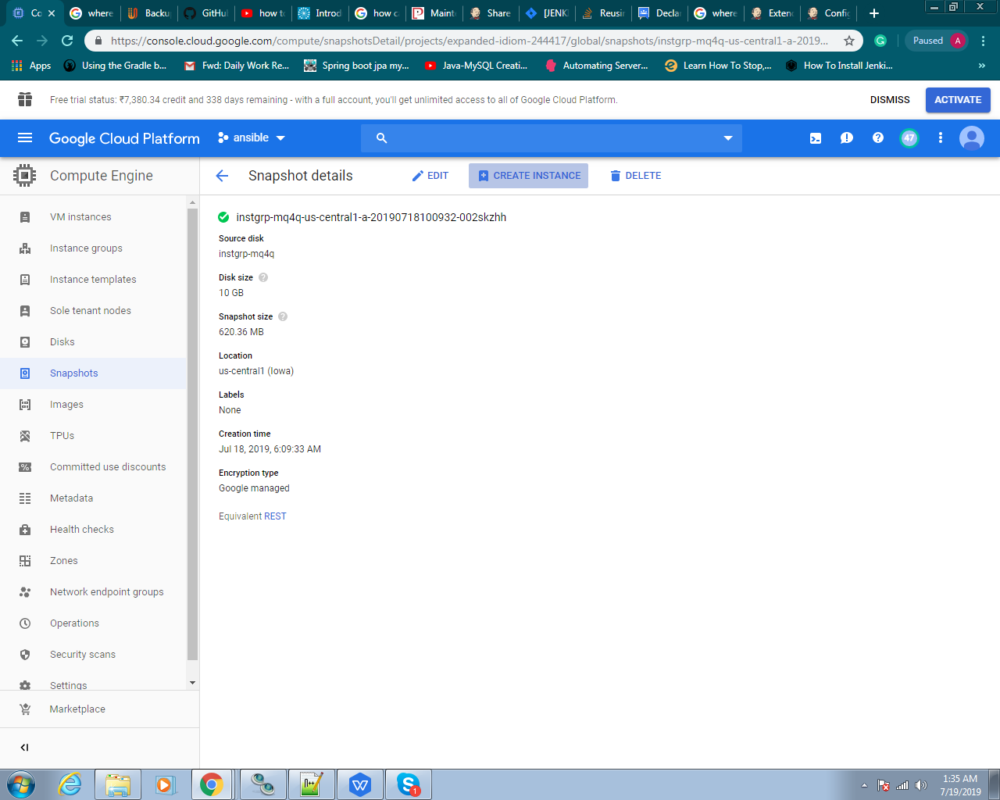 Co
where
Backu
GitHul
how to
Introd
how ca
Maint
Share
[JENK
Reusin
Declar
where
Extend
Config
https://console.cloud.google.com/compute/snapshotsDetail/projects/expanded-idiom-244417/global/snapshots/instgrp-mq4q-us-central1-a-2019...
Paused
A
Apps
Using the Gradle b...
Fwd: Daily Work Re...
Spring boot jpa my...
Java-MySQL Creati...
Automating Server...
Learn How To Stop,...
How To Install Jenki...
»
Free trial status: ₹7,380.34 credit and 338 days remaining - with a full account, you'll get unlimited access to all of Google Cloud Platform.
DISMISS
ACTIVATE
Google Cloud Platform
ansible
47
Compute Engine
Snapshot details
EDIT
CREATE INSTANCE
DELETE
VM instances
Instance groups
Instance templates
Sole tenant nodes
Disks
Snapshots
Images
TPUs
Committed use discounts
Metadata
Health checks
Zones
Network endpoint groups
Operations
Security scans
Settings
Marketplace
instgrp-mq4q-us-central1-a-20190718100932-002skzhh
Source disk
instgrp-mq4q
Disk size
10 GB
Snapshot size
620.36 MB
Location
us-central1 (Iowa)
Labels
None
Creation time
Jul 18, 2019, 6:09:33 AM
Encryption type
Google managed
Equivalent REST
1
1:35 AM
7/19/2019